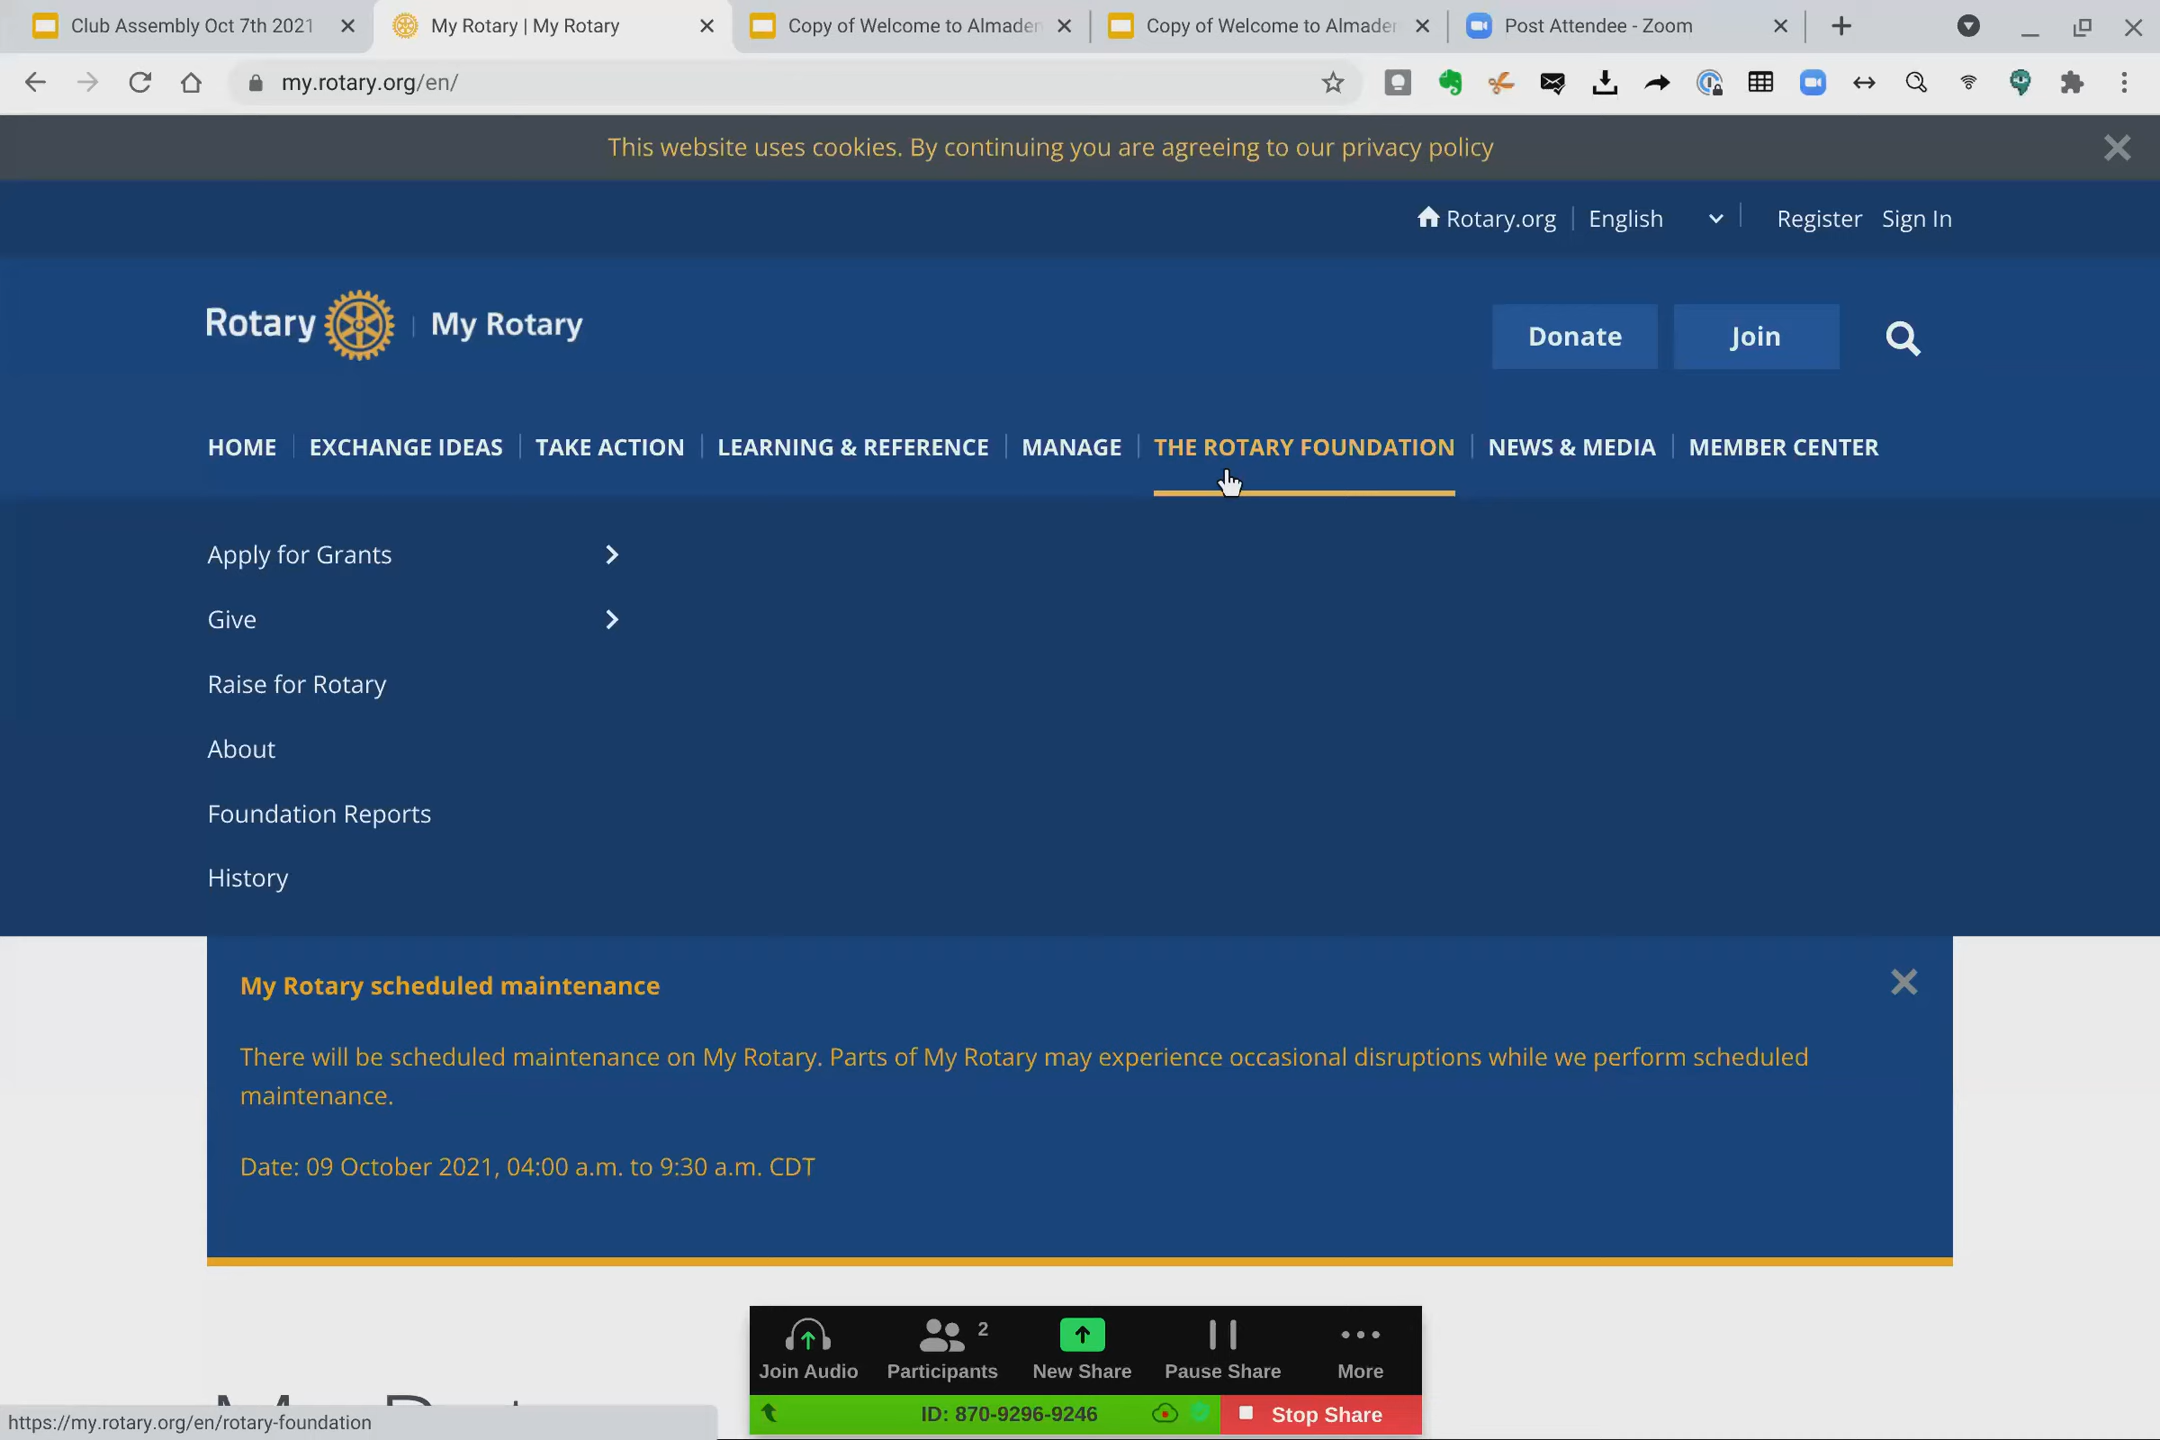 Club Assembly Oct 7th 2021
My Rotary | My Rotary
Copy of Welcome to Almaden
Copy of Welcome to Almaden
Post Attendee - Zoom
my.rotary.org/en/
This website uses cookies. By continuing you are agreeing to our privacy policy
Rotary.org
English
Register
Sign In
Rotary
My Rotary
Donate
Join
HOME
EXCHANGE IDEAS
TAKE ACTION
LEARNING & REFERENCE
MANAGE
THE ROTARY FOUNDATION
NEWS & MEDIA
MEMBER CENTER
Apply for Grants
Give
Raise for Rotary
About
Foundation Reports
History
My Rotary scheduled maintenance
There will be scheduled maintenance on My Rotary. Parts of My Rotary may experience occasional disruptions while we perform scheduled
maintenance.
Date: 09 October 2021, 04:00 a.m. to 9:30 a.m. CDT
2
Join Audio
Participants
New Share
Pause Share
More
ID: 870-9296-9246
Stop Share
https://my.rotary.org/en/rotary-foundation